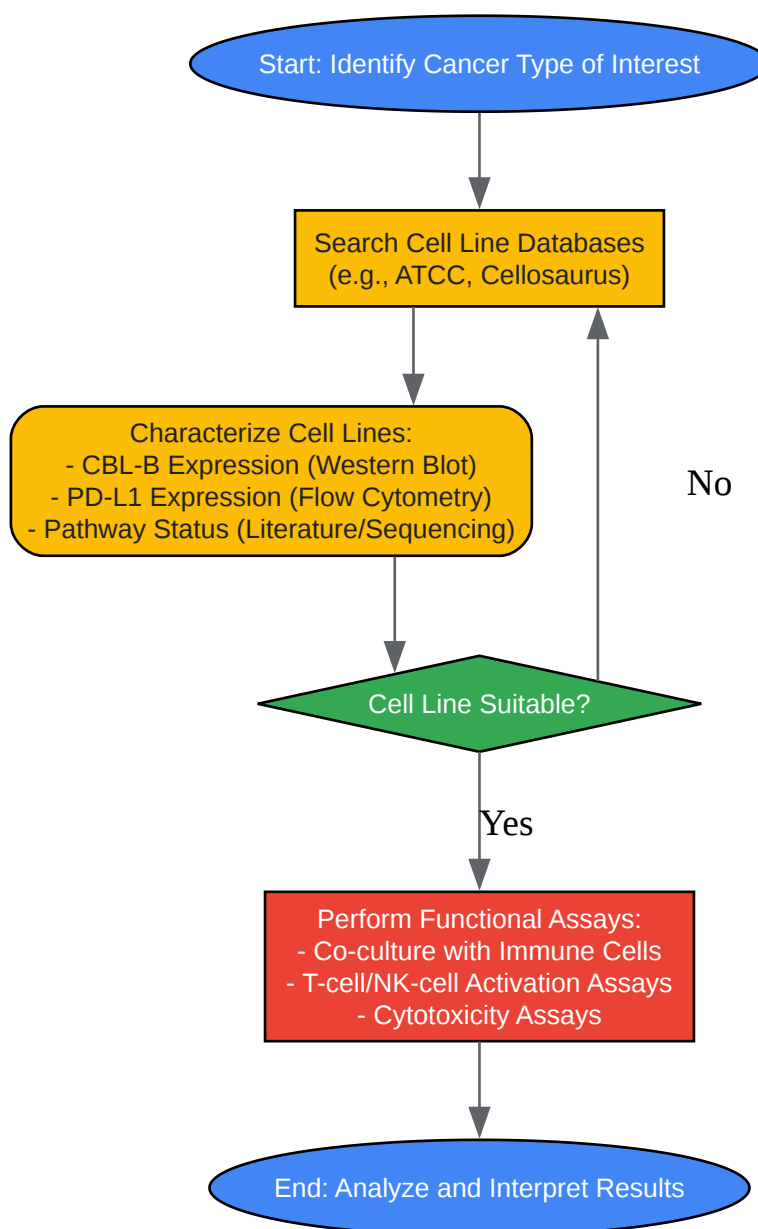 Start: Identify Cancer Type of Interest
Search Cell Line Databases
(e.g., ATCC, Cellosaurus)
Characterize Cell Lines:
- CBL-B Expression (Western Blot)
- PD-L1 Expression (Flow Cytometry)
- Pathway Status (Literature/Sequencing)
No
Cell Line Suitable?
Yes
Perform Functional Assays:
- Co-culture with Immune Cells
- T-cell/NK-cell Activation Assays
- Cytotoxicity Assays
End: Analyze and Interpret Results